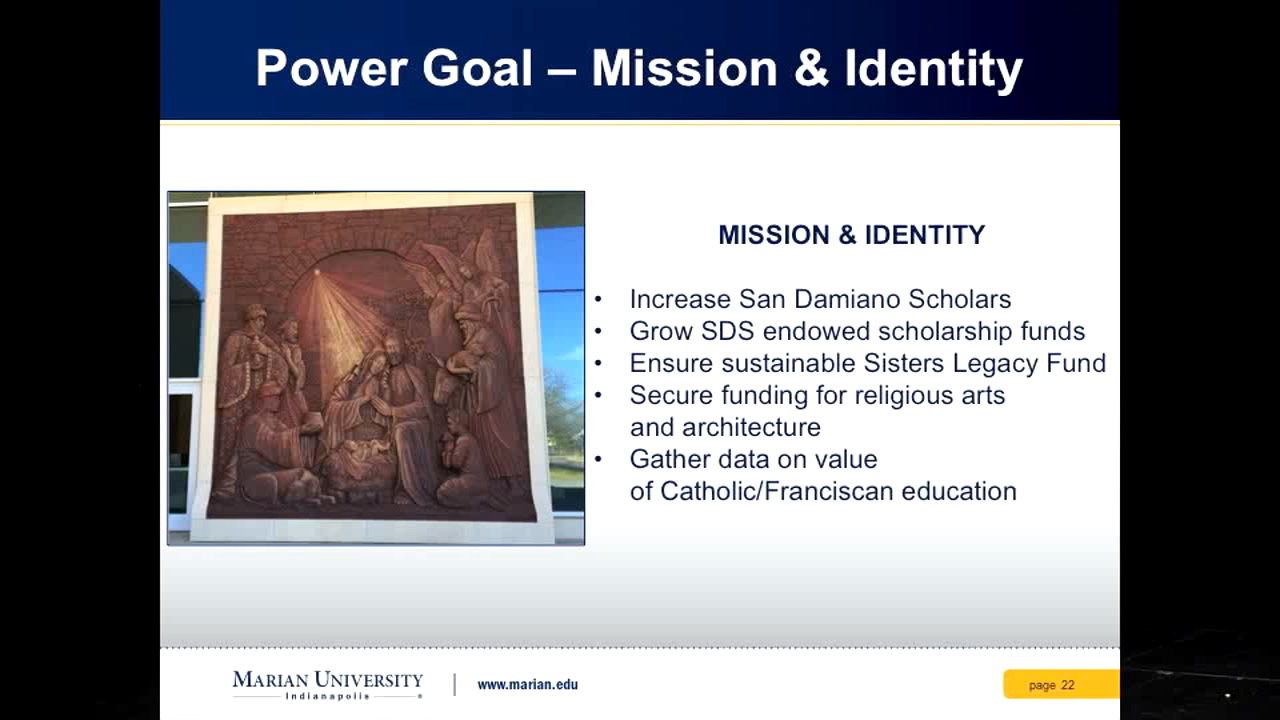 Power Goal – Mission & Identity
MISSION & IDENTITY
• Increase San Damiano Scholars
• Grow SDS endowed scholarship funds
• Ensure sustainable Sisters Legacy Fund
• Secure funding for religious arts
and architecture
• Gather data on value
of Catholic/Franciscan education
MARIAN UNIVERSITY
Indianapolis ®
www.marian.edu
page 22